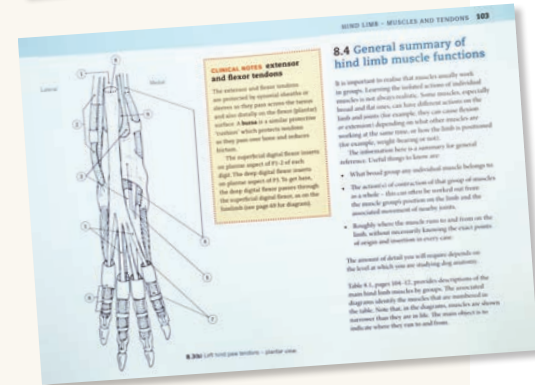 HIND LIMB – MUSCLES AND TENDONS 103
Lateral
Medial
CLINICAL NOTES extensor
and flexor tendons
The extensor and flexor tendons
are protected by synovial sheaths or
sleeves as they pass across the tarsus
and also distally on the flexor (plantar)
surface. A bursa is a similar protective
'cushion' which protects tendons
as they pass over bone and reduces
friction.
The superficial digital flexor inserts
on plantar aspect of P1-2 of each
digit. The deep digital flexor inserts
on plantar aspect of P3. To get here,
the deep digital flexor passes through
the superficial digital flexor, as on the
forelimb (see page 69 for diagram).
8.3(b) Left hind paw tendons – plantar view.
8.4 General summary of
hind limb muscle functions
It is important to realise that muscles usually work
in groups. Learning the isolated actions of individual
muscles is not always realistic. Some muscles, especially
broad and flat ones, can have different actions on the
limb and joints (for example, they can cause flexion
or extension) depending on what other muscles are
working at the same time, or how the limb is positioned
(for example, weight-bearing or not).
The information here is a summary for general
reference. Useful things to know are:
• What broad group any individual muscle belongs to.
• The action(s) of contraction of that group of muscles
as a whole – this can often be worked out from
the muscle group's position on the limb and the
associated movement of nearby joints.
• Roughly where the muscle runs to and from on the
limb, without necessarily knowing the exact points
of origin and insertion in every case.
The amount of detail you will require depends on
the level at which you are studying dog anatomy.
Table 8.1, pages 104–12, provides descriptions of the
main hind limb muscles by groups. The associated
diagrams identify the muscles that are numbered in
the table. Note that, in the diagrams, muscles are shown
narrower than they are in life. The main object is to
indicate where they run to and from.